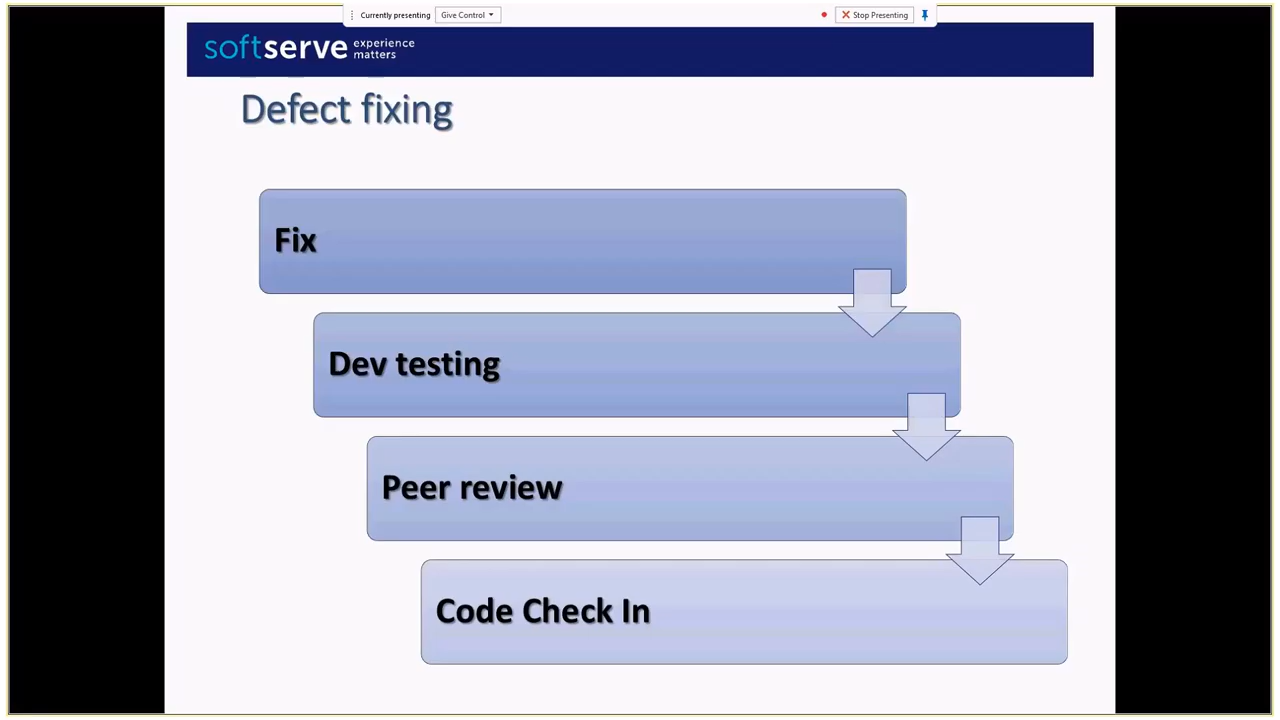 Currently presenting
Give Control
Stop Presenting
softserve experience
matters
Defect fixing
Fix
Dev testing
Peer review
Code Check In